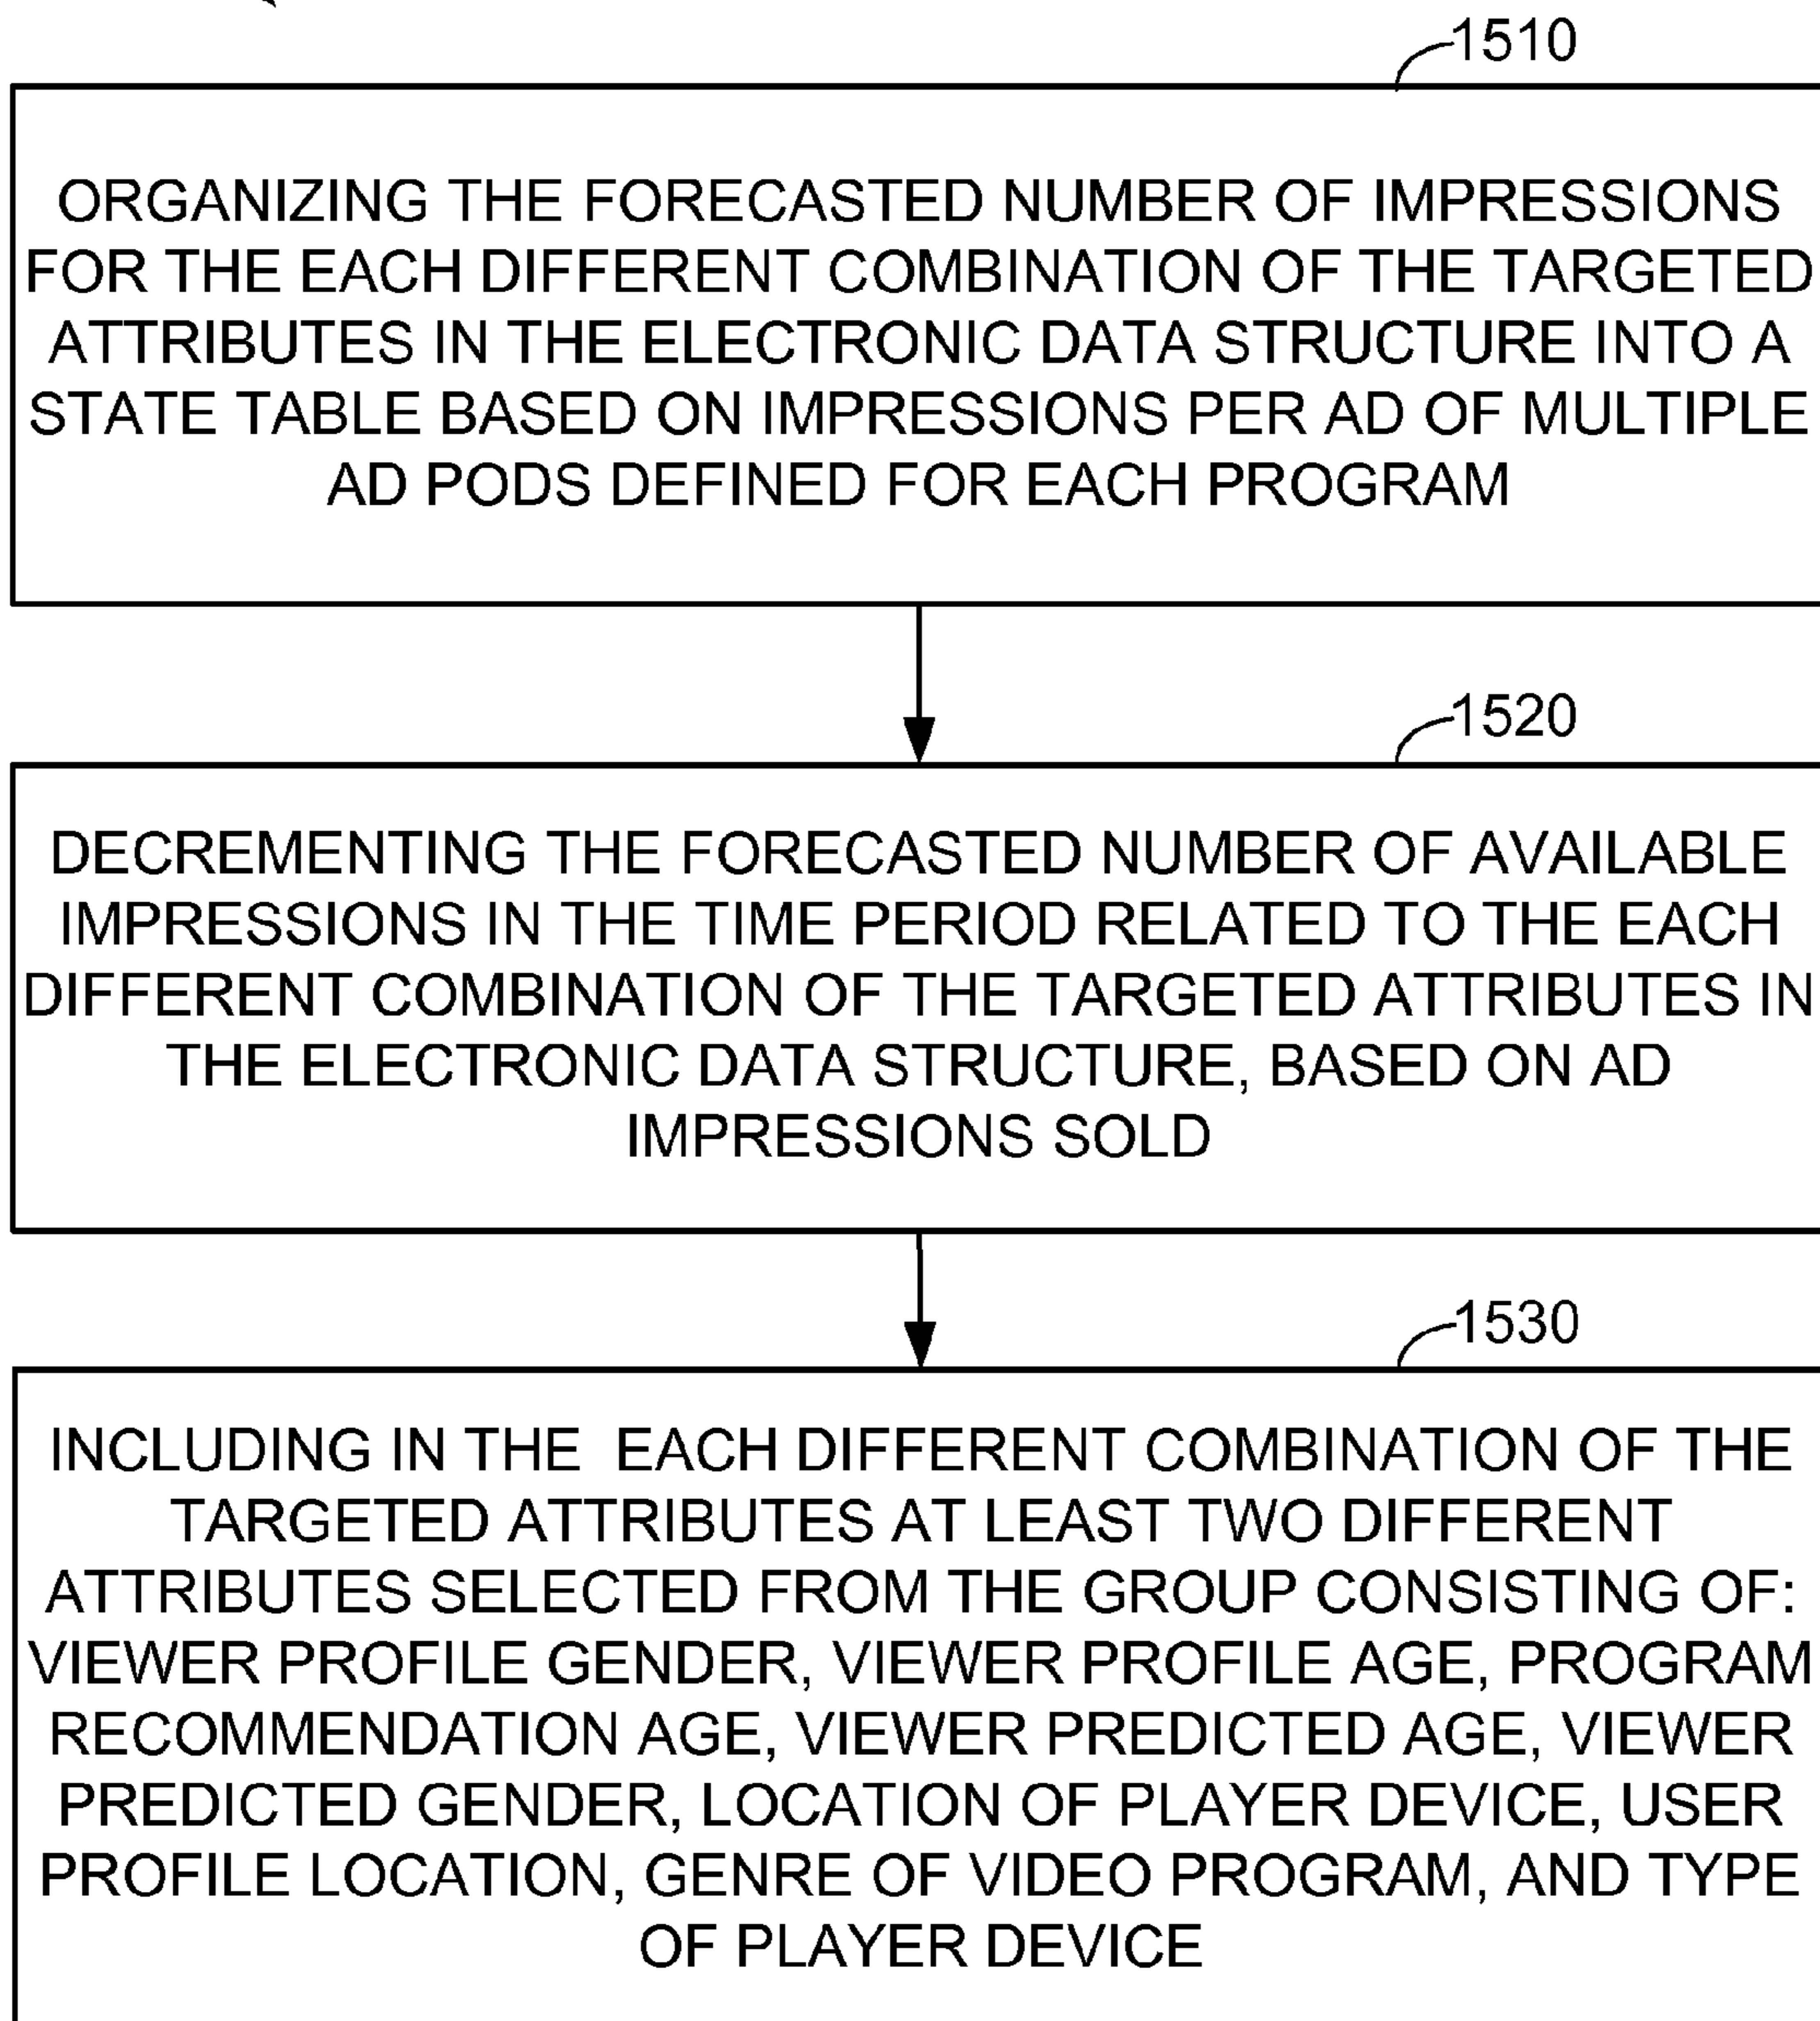 1510
ORGANIZING THE FORECASTED NUMBER OF IMPRESSIONS
FOR THE EACH DIFFERENT COMBINATION OF THE TARGETED
ATTRIBUTES IN THE ELECTRONIC DATA STRUCTURE INTO A
STATE TABLE BASED ON IMPRESSIONS PER AD OF MULTIPLE
AD PODS DEFINED FOR EACH PROGRAM
1520
DECREMENTING THE FORECASTED NUMBER OF AVAILABLE
IMPRESSIONS IN THE TIME PERIOD RELATED TO THE EACH
DIFFERENT COMBINATION OF THE TARGETED ATTRIBUTES IN
THE ELECTRONIC DATA STRUCTURE, BASED ON AD
IMPRESSIONS SOLD
1530
INCLUDING IN THE EACH DIFFERENT COMBINATION OF THE
TARGETED ATTRIBUTES AT LEAST TWO DIFFERENT
ATTRIBUTES SELECTED FROM THE GROUP CONSISTING OF:
VIEWER PROFILE GENDER, VIEWER PROFILE AGE, PROGRAM
RECOMMENDATION AGE, VIEWER PREDICTED AGE, VIEWER
PREDICTED GENDER, LOCATION OF PLAYER DEVICE, USER
PROFILE LOCATION, GENRE OF VIDEO PROGRAM, AND TYPE
OF PLAYER DEVICE